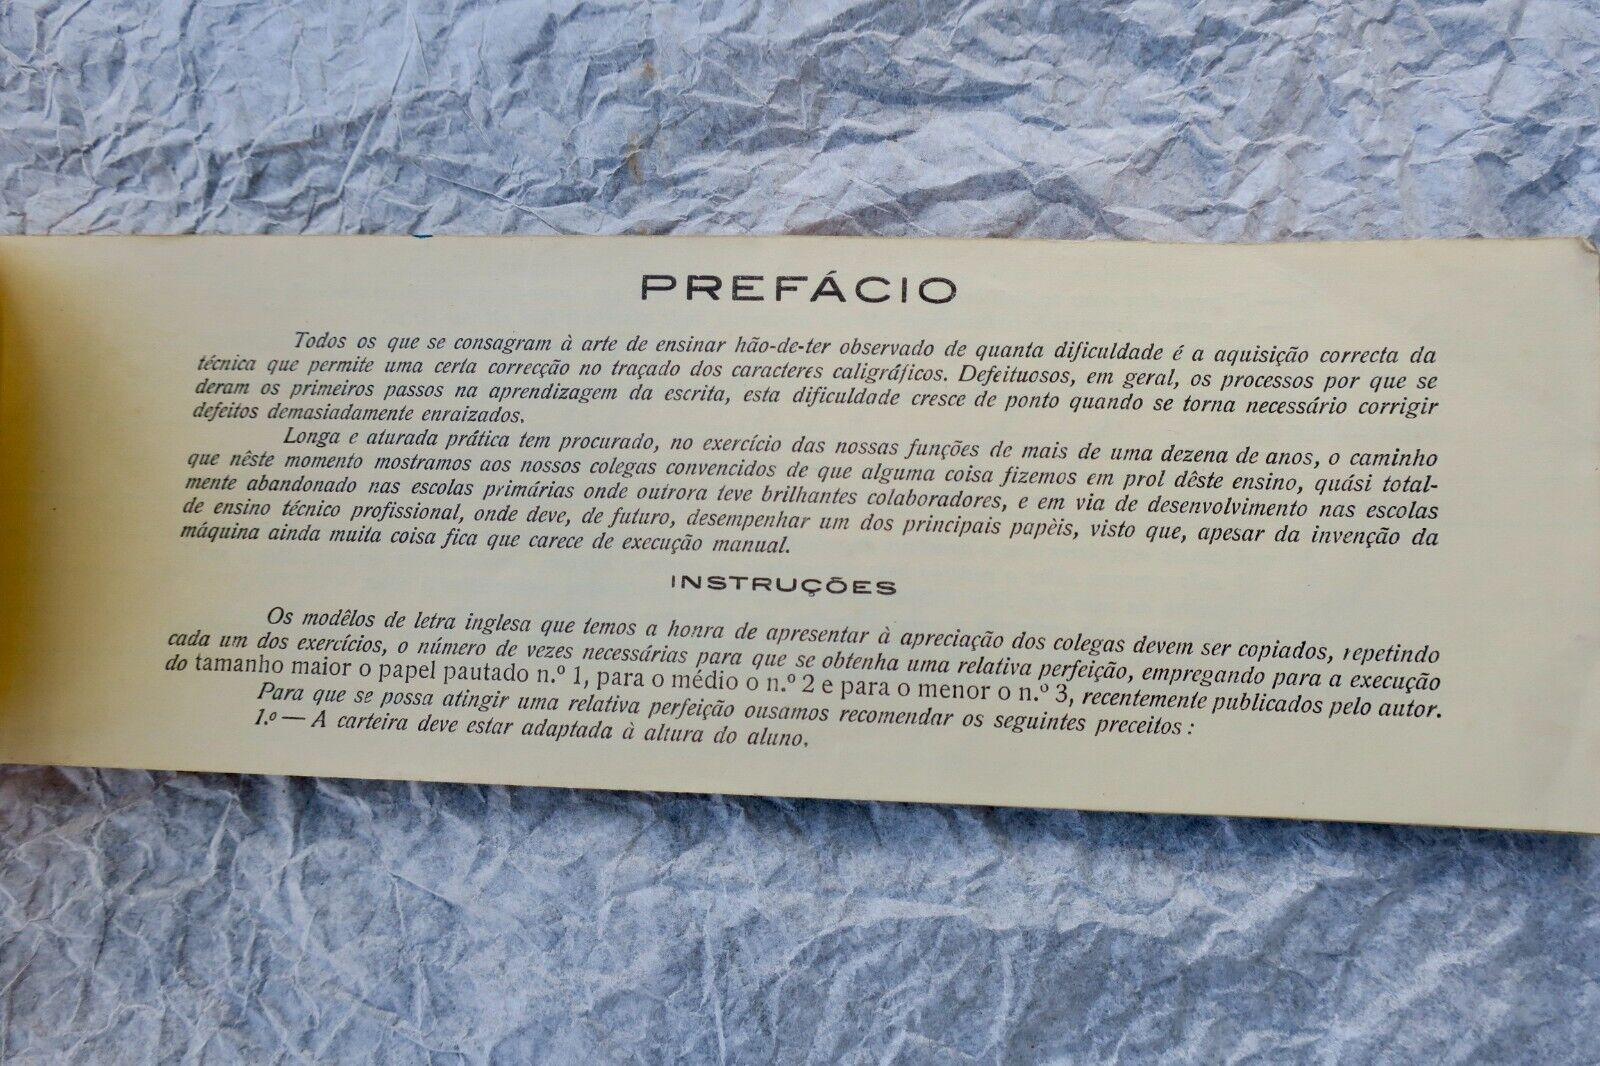 PREFÁCIO
Todos os que se consagram à arte de ensinar hão-de-ter observado de quanta dificuldade é a aquisição correcta da
técnica que permite uma certa correcção no traçado dos caracteres caligráficos. Defeituosos, em geral, os processos por que se
deram os primeiros passos na aprendizagem da escrita, esta dificuldade cresce de ponto quando se torna necessário corrigir
defeitos demasiadamente enraizados.
Longa e aturada prática tem procurado, no exercício das nossas funções de mais de uma dezena de anos, o caminho
que nêste momento mostramos aos nossos colegas convencidos de que alguma coisa fizemos em prol dêste ensino, quási total-
mente abandonado nas escolas primárias onde outrora teve brilhantes colaboradores, e em via de desenvolvimento nas escolas
de ensino técnico profissional, onde deve, de futuro, desempenhar um dos principais papèis, visto que, apesar da invenção da
máquina ainda muita coisa fica que carece de execução manual.
INSTRUÇÕES
Os modêlos de letra inglesa que temos a honra de apresentar à apreciação dos colegas devem ser copiados, repetindo
cada um dos exercícios, o número de vezes necessárias para que se obtenha uma relativa perfeição, empregando para a execução
do tamanho maior o papel pautado n.º 1, para o médio o n.º 2 e para o menor o n.º 3, recentemente publicados pelo autor.
Para que se possa atingir uma relativa perfeição ousamos recomendar os seguintes preceitos :
1.º — A carteira deve estar adaptada à altura do aluno.